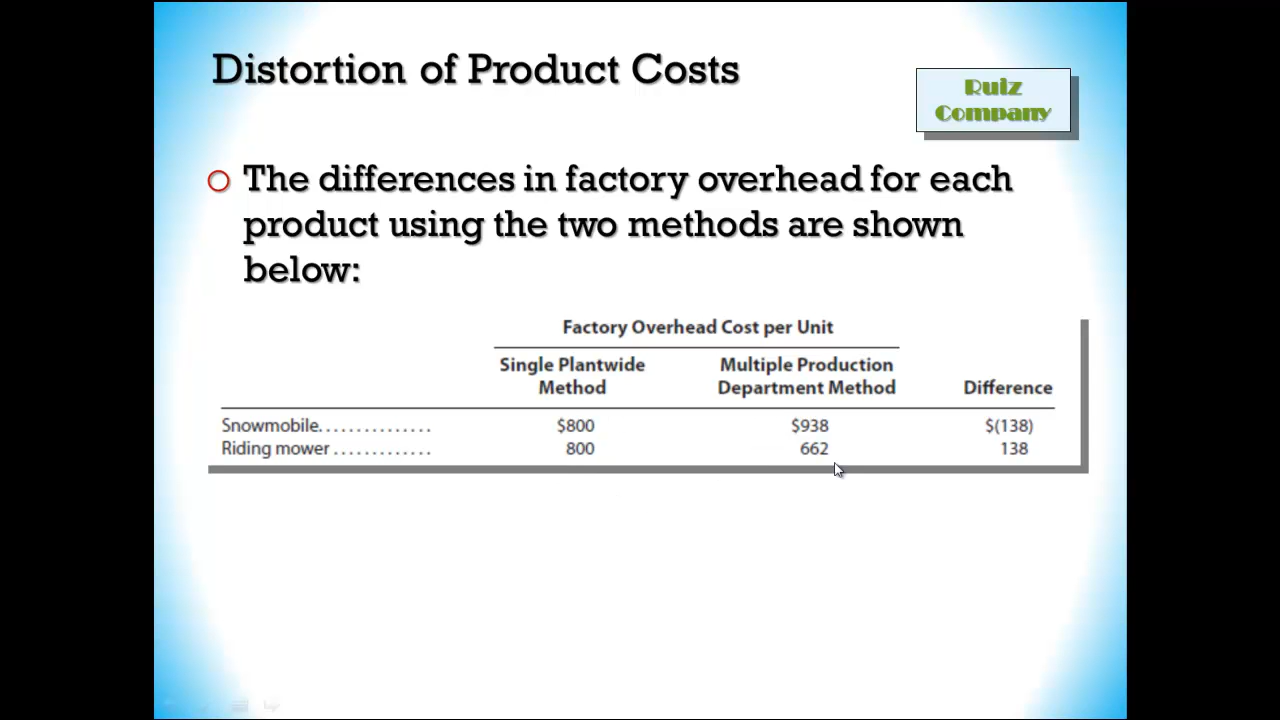 Distortion of Product Costs
Ruiz
Company
The differences in factory overhead for each
product using the two methods are shown
below:
Factory Overhead Cost per Unit
Single Plantwide Multiple Production
Method Department Method Difference
Snowmobile. . . . . . . . . . . . . . . $800 $938 $(138)
Riding mower . . . . . . . . . . . . . 800 662 138